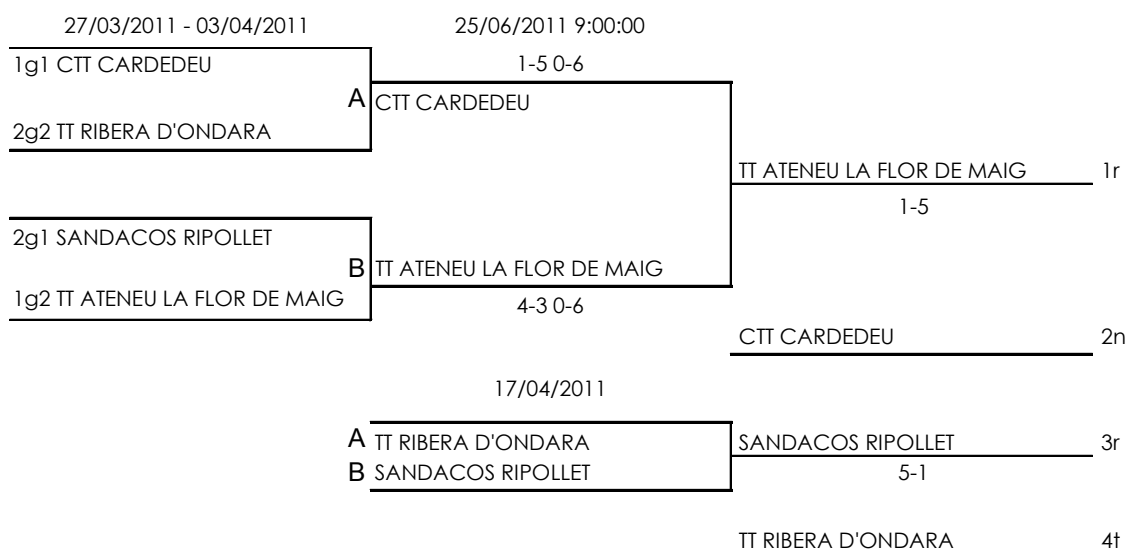 27/03/2011 - 03/04/2011 25/06/2011 9:00:00
1g1 CTT CARDEDEU 1-5 0-6
A CTT CARDEDEU
2g2 TT RIBERA D'ONDARA
TT ATENEU LA FLOR DE MAIG 1r
1-5
2g1 SANDACOS RIPOLLET
B TT ATENEU LA FLOR DE MAIG
1g2 TT ATENEU LA FLOR DE MAIG 4-3 0-6
CTT CARDEDEU 2n
17/04/2011
A TT RIBERA D'ONDARA SANDACOS RIPOLLET 3r
B SANDACOS RIPOLLET 5-1
TT RIBERA D'ONDARA 4t